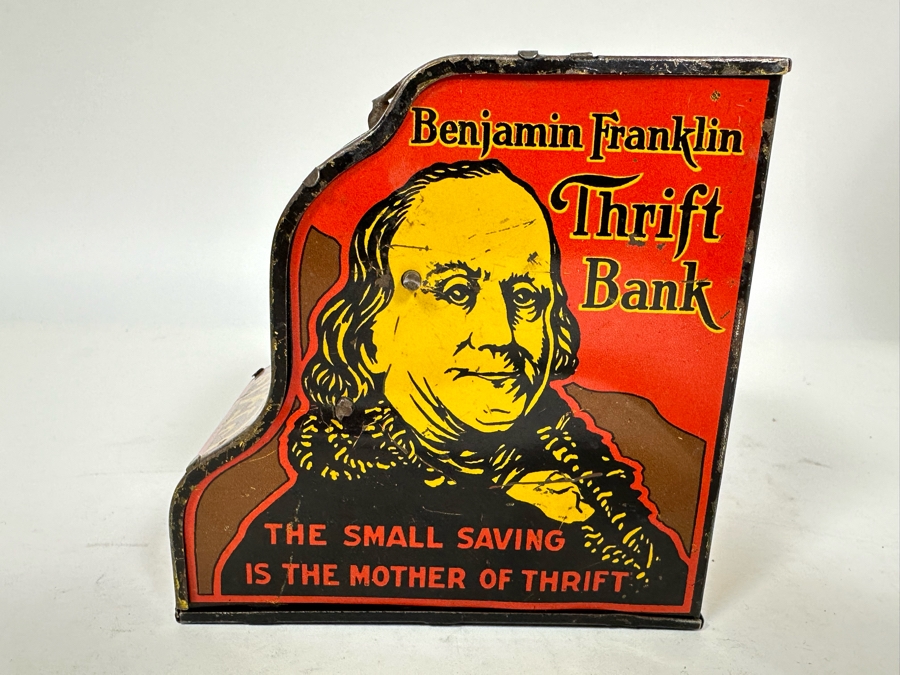 Benjamin Franklin
Thrift
Bank
THE SMALL SAVING
IS THE MOTHER OF THRIFT